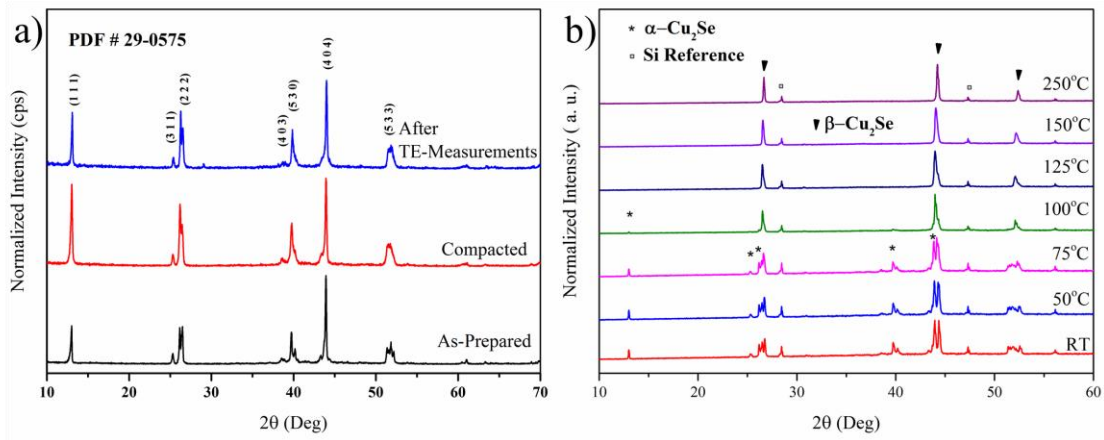 a)
PDF # 29-0575
(1 1 1)
(3 1 1)
(2 2 2)
(4 0 3)
(5 3 0)
(4 0 4)
(5 3 3)
After
TE-Measurements
Compacted
As-Prepared
Normalized Intensity (cps)
10 20 30 40 50 60 70
2θ (Deg)
b)
* α−Cu₂Se
▫ Si Reference
250°C
150°C
β−Cu₂Se
125°C
100°C
75°C
50°C
RT
* * * * *
Normalized Intensity ( a. u.)
10 20 30 40 50 60
2θ (Deg)